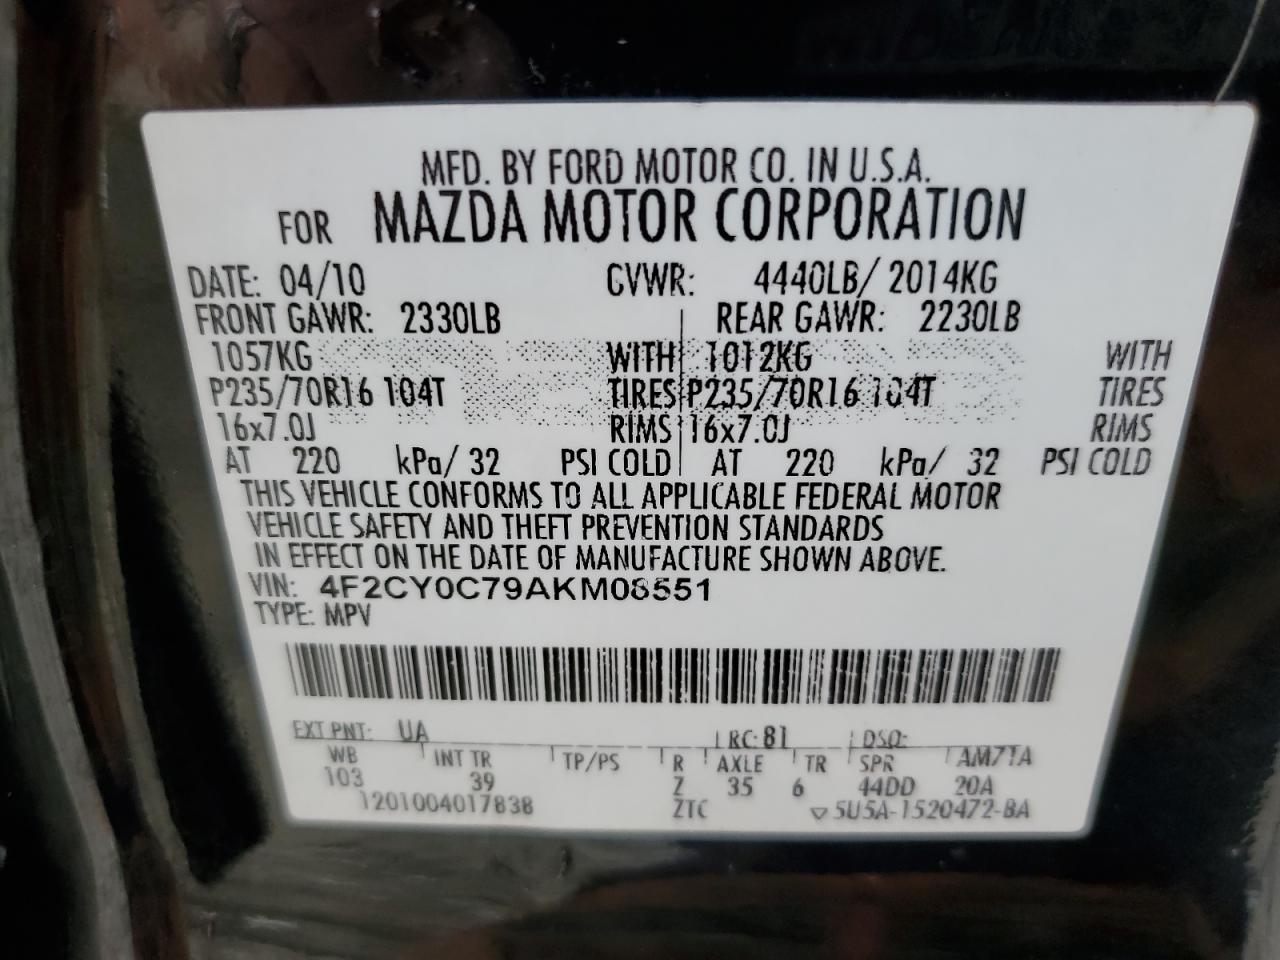 MFD. BY FORD MOTOR CO. IN U.S.A.
FOR MAZDA MOTOR CORPORATION
DATE: 04/10 GVWR: 4440LB/ 2014KG
FRONT GAWR: 2330LB REAR GAWR: 2230LB
1057KG WITH 1012KG WITH
P235/70R16 104T TIRES P235/70R16 104T TIRES
16x7.0J RIMS 16x7.0J RIMS
AT 220 kPa/ 32 PSI COLD AT 220 kPa/ 32 PSI COLD
THIS VEHICLE CONFORMS TO ALL APPLICABLE FEDERAL MOTOR
VEHICLE SAFETY AND THEFT PREVENTION STANDARDS
IN EFFECT ON THE DATE OF MANUFACTURE SHOWN ABOVE.
VIN: 4F2CY0C79AKM08551
TYPE: MPV
EXT PNT: UA RC: 81 DSO:
WB INT TR TP/PS R AXLE TR SPR AM71A
103 39 Z 35 6 44DD 20A
1201004017838 ZTC ▽5U5A-1520472-BA